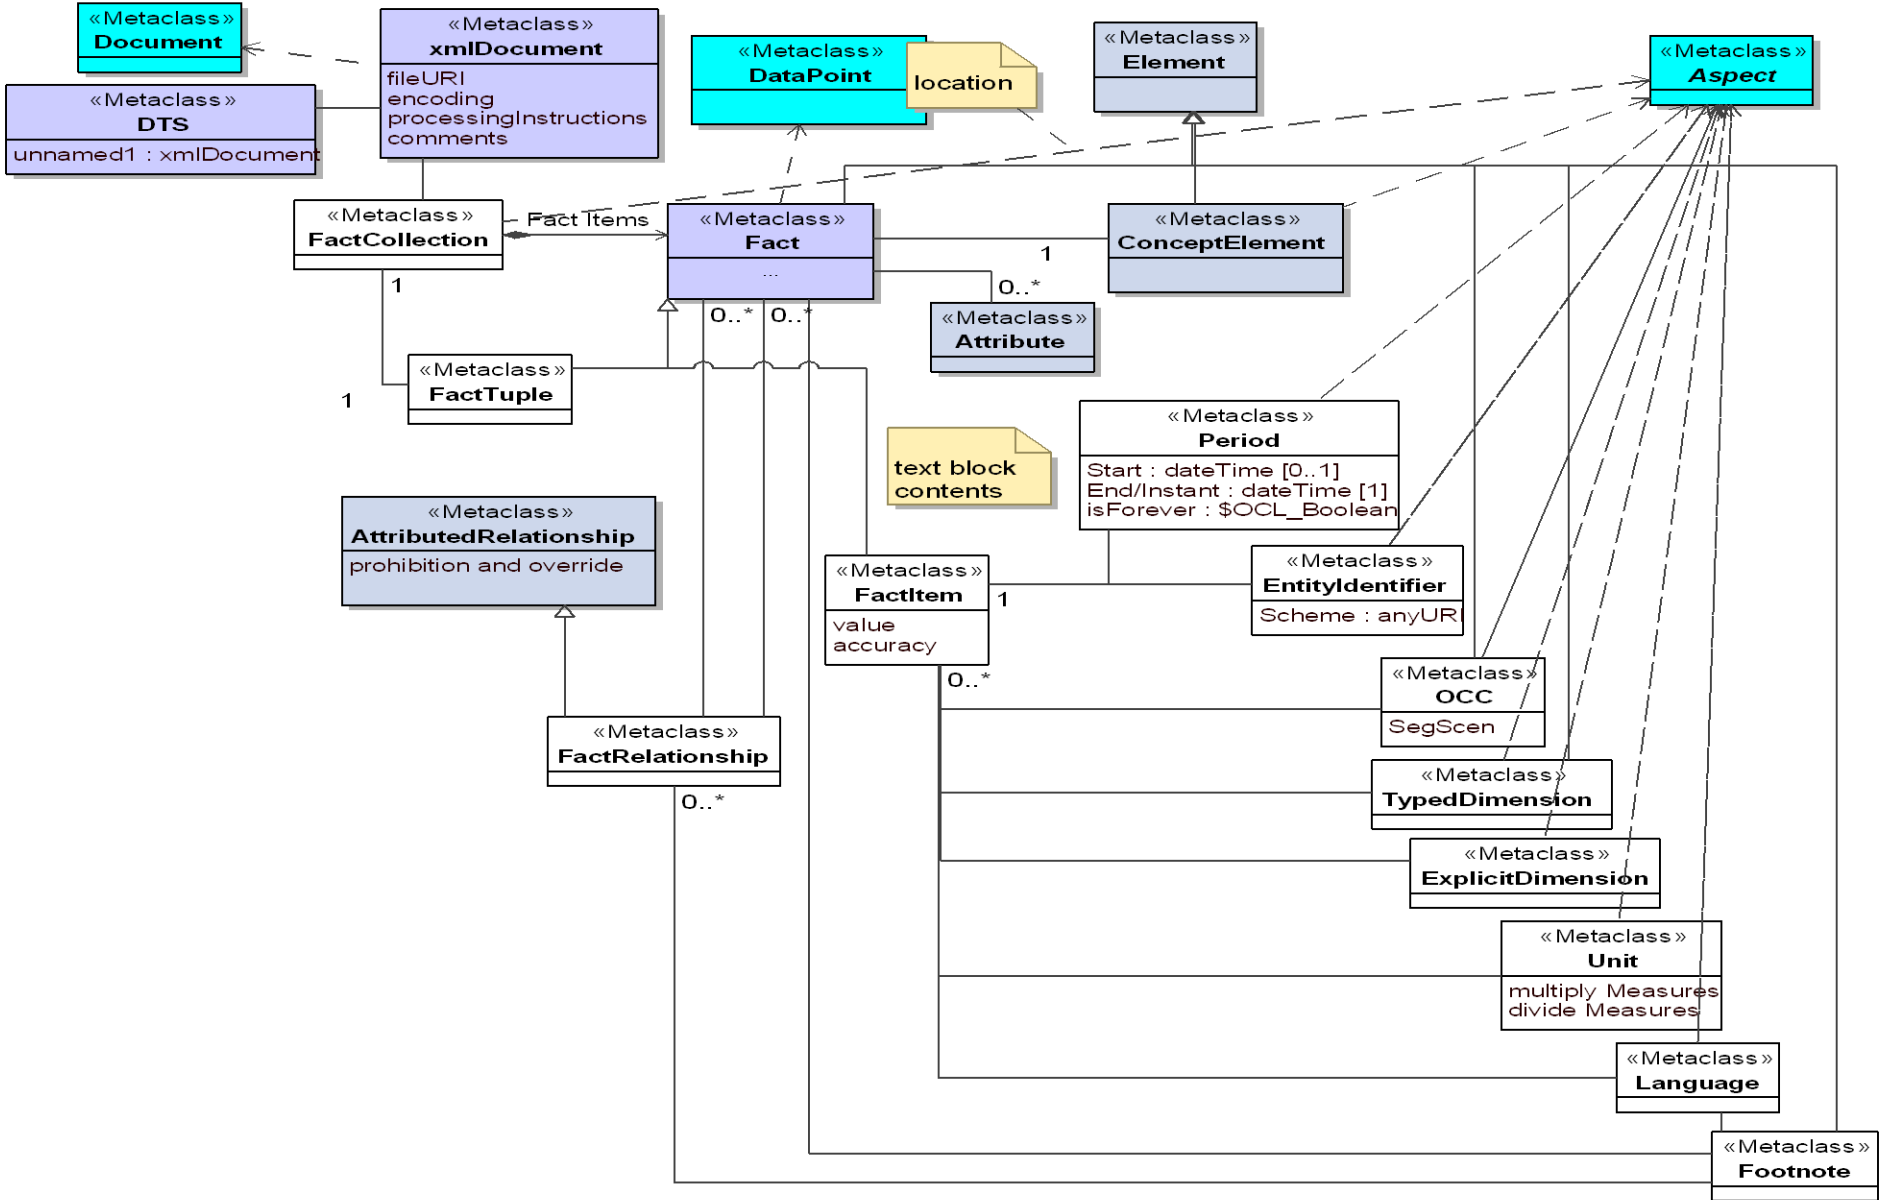 «Metaclass»
Document
«Metaclass»
xmlDocument
fileURI
encoding
processingInstructions
comments
«Metaclass»
DTS
unnamed1 : xmlDocument
«Metaclass»
DataPoint
location
«Metaclass»
Element
«Metaclass»
Aspect
«Metaclass»
FactCollection
Fact Items
«Metaclass»
Fact
...
«Metaclass»
ConceptElement
1
1
0..*
0..*
0..*
«Metaclass»
Attribute
«Metaclass»
FactTuple
1
«Metaclass»
Period
Start : dateTime [0..1]
End/Instant : dateTime [1]
isForever : $OCL_Boolean
text block
contents
«Metaclass»
AttributedRelationship
prohibition and override
«Metaclass»
FactItem
value
accuracy
1
0..*
«Metaclass»
EntityIdentifier
Scheme : anyURI
«Metaclass»
OCC
SegScen
«Metaclass»
FactRelationship
0..*
«Metaclass»
TypedDimension
«Metaclass»
ExplicitDimension
«Metaclass»
Unit
multiply Measures
divide Measures
«Metaclass»
Language
«Metaclass»
Footnote